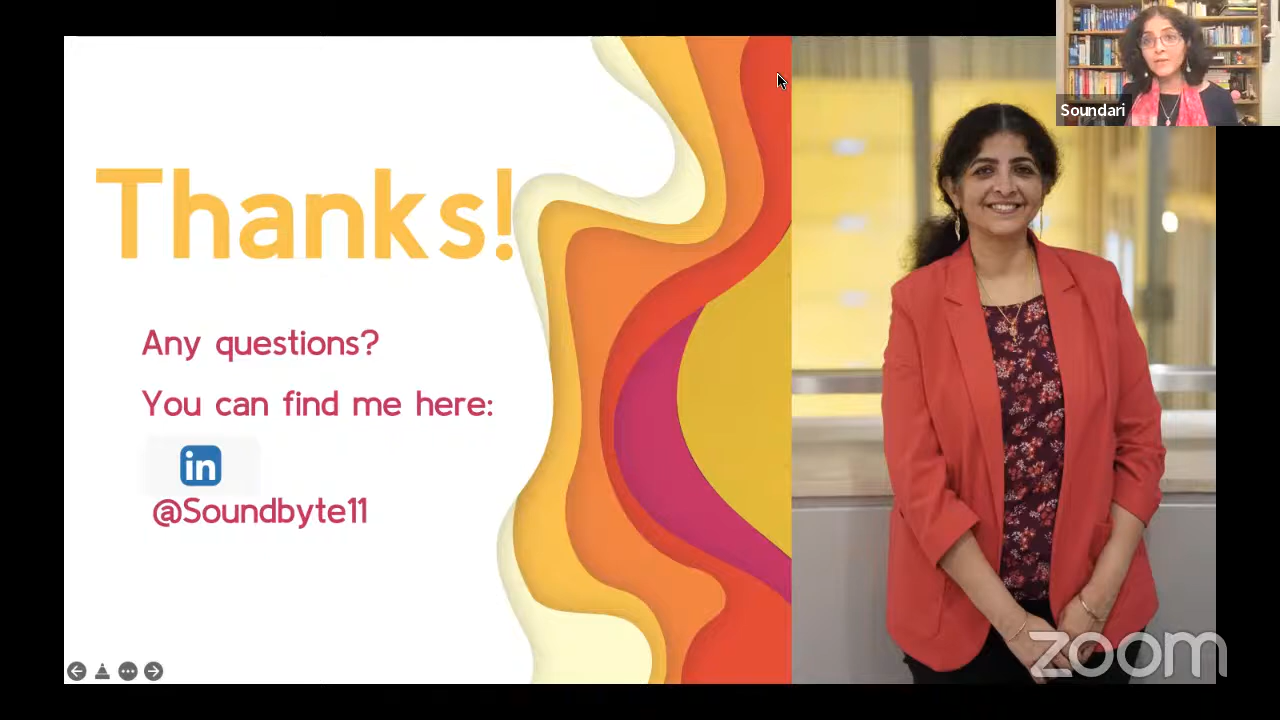 Thanks!
Any questions?
You can find me here:
in
@Soundbyte11
Soundari
zoom